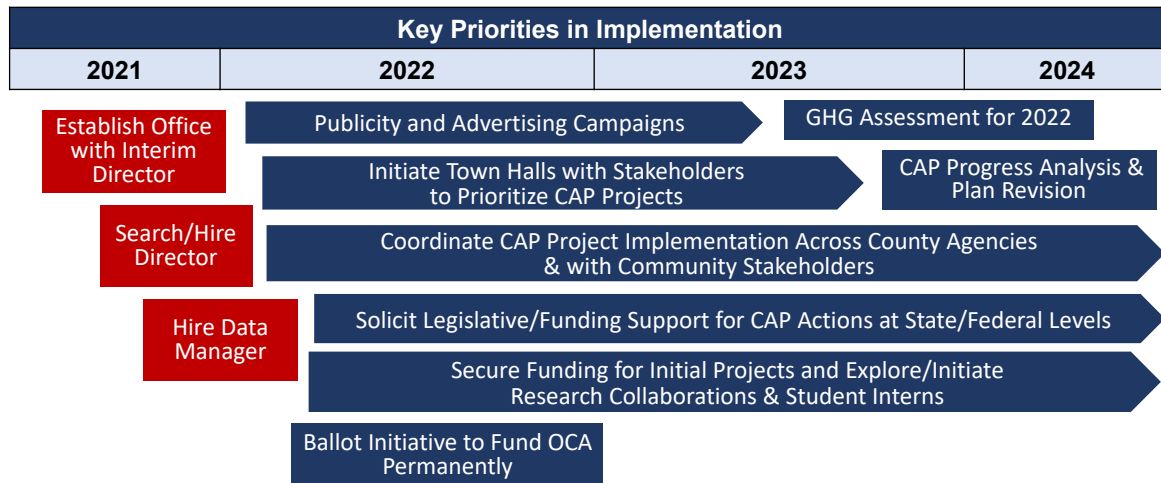 Key Priorities in Implementation
2021
2022
2023
2024
Establish Office
with Interim
Director
Publicity and Advertising Campaigns
GHG Assessment for 2022
Initiate Town Halls with Stakeholders
to Prioritize CAP Projects
CAP Progress Analysis &
Plan Revision
Search/Hire
Director
Coordinate CAP Project Implementation Across County Agencies
& with Community Stakeholders
Hire Data
Manager
Solicit Legislative/Funding Support for CAP Actions at State/Federal Levels
Secure Funding for Initial Projects and Explore/Initiate
Research Collaborations & Student Interns
Ballot Initiative to Fund OCA
Permanently